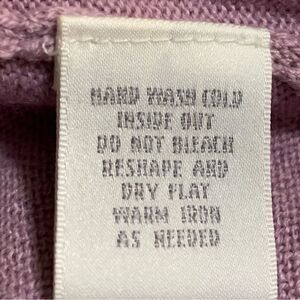 HAND WASH COLD
INSIDE OUT
DO NOT BLEACH
RESHAPE AND
DRY FLAT
WARM IRON
AS NEEDED